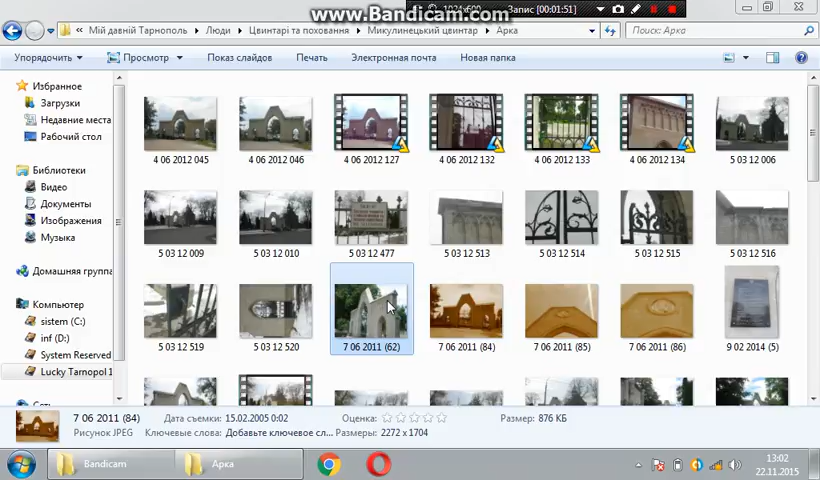 www.Bandicam.com
1024x600 Запис [00:01:51]
Мій давній Тарнополь Люди Цвинтарі та поховання Микулинецький цвинтар Арка
Поиск: Арка
Упорядочить Просмотр Показ слайдов Печать Электронная почта Новая папка
Избранное
Загрузки
Недавние места
Рабочий стол
Библиотеки
Видео
Документы
Изображения
Музыка
Домашняя группа
Компьютер
sistem (C:)
inf (D:)
System Reserved
Lucky Tarnopol 1
Сеть
4 06 2012 045 4 06 2012 046 4 06 2012 127 4 06 2012 132 4 06 2012 133 4 06 2012 134 5 03 12 006
5 03 12 009 5 03 12 010 5 03 12 477 5 03 12 513 5 03 12 514 5 03 12 515 5 03 12 516
5 03 12 519 5 03 12 520 7 06 2011 (62) 7 06 2011 (84) 7 06 2011 (85) 7 06 2011 (86) 9 02 2014 (5)
7 06 2011 (84) Дата съемки: 15.02.2005 0:02 Оценка: Размер: 876 КБ
Рисунок JPEG Ключевые слова: Добавьте ключевое сл... Размеры: 2272 x 1704
Bandicam Арка
13:02
22.11.2015